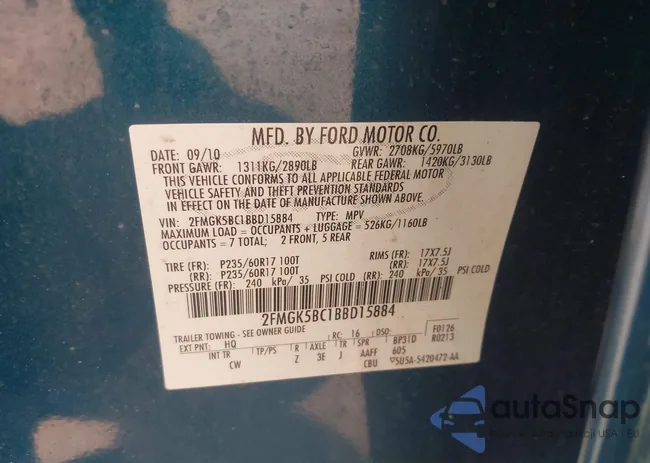 MFD. BY FORD MOTOR CO.
DATE: 09/10 GVWR: 2708KG/5970LB
FRONT GAWR: 1311KG/2890LB REAR GAWR: 1420KG/3130LB
THIS VEHICLE CONFORMS TO ALL APPLICABLE FEDERAL MOTOR
VEHICLE SAFETY AND THEFT PREVENTION STANDARDS
IN EFFECT ON THE DATE OF MANUFACTURE SHOWN ABOVE.
VIN: 2FMGK5BC1BBD15884 TYPE: MPV
MAXIMUM LOAD = OCCUPANTS + LUGGAGE = 526KG/1160LB
OCCUPANTS = 7 TOTAL; 2 FRONT, 5 REAR
TIRE (FR): P235/60R17 100T RIMS (FR): 17X7.5J
TIRE (RR): P235/60R17 100T RIMS (RR): 17X7.5J
PRESSURE (FR): 240 kPa/ 35 PSI COLD (RR): 240 kPa/ 35 PSI COLD
2FMGK5BC1BBD15884
TRAILER TOWING - SEE OWNER GUIDE F0126
EXT PNT: HQ RC: 16 DSO: R0213
INT TR TP/PS R AXLE TR SPR BP31D
CW Z 3E J AAFF 605
CBU 5USA-5420472-AA
autoSnap